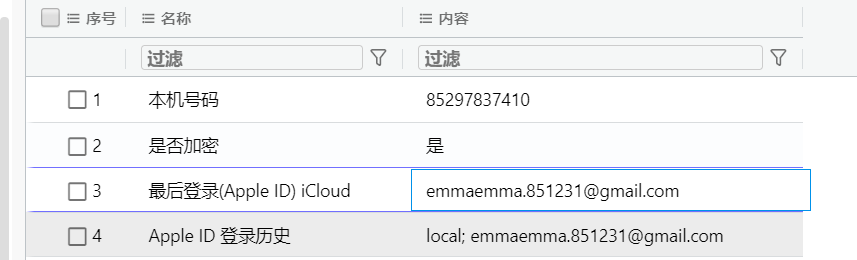 序号 名称 内容
过滤 过滤
1 本机号码 85297837410
2 是否加密 是
3 最后登录(Apple ID) iCloud emmaemma.851231@gmail.com
4 Apple ID 登录历史 local; emmaemma.851231@gmail.com